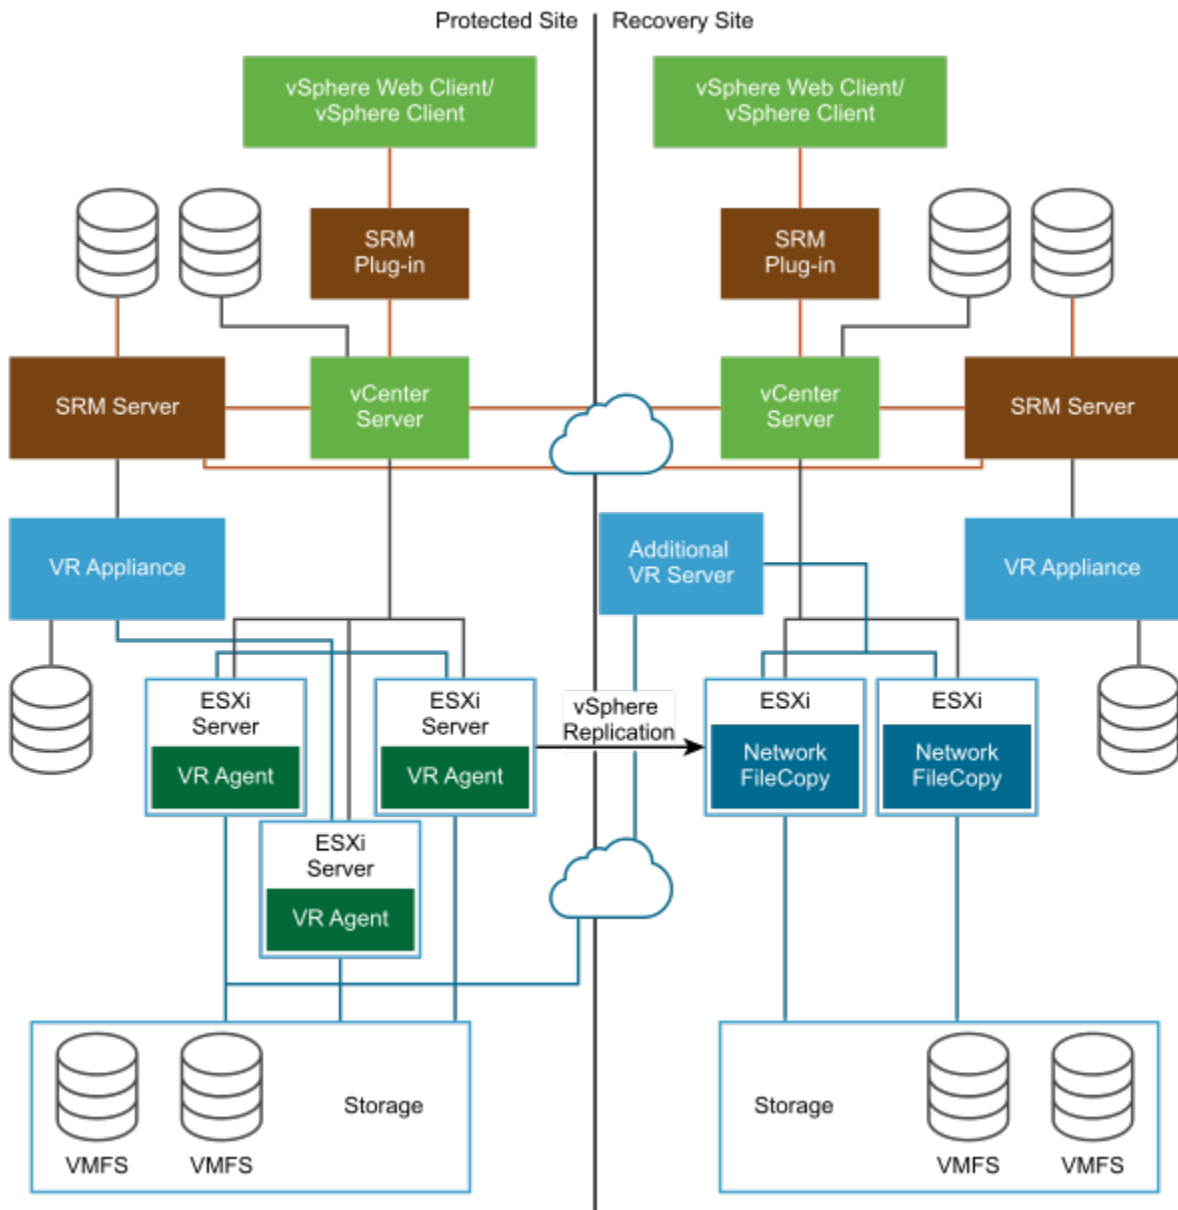 Protected Site
Recovery Site
vSphere Web Client/
vSphere Client
vSphere Web Client/
vSphere Client
SRM
Plug-in
SRM
Plug-in
SRM Server
vCenter
Server
vCenter
Server
SRM Server
VR Appliance
Additional
VR Server
VR Appliance
ESXi
Server
VR Agent
ESXi
Server
VR Agent
vSphere
Replication
ESXi
Network
FileCopy
ESXi
Network
FileCopy
ESXi
Server
VR Agent
VMFS
VMFS
Storage
Storage
VMFS
VMFS